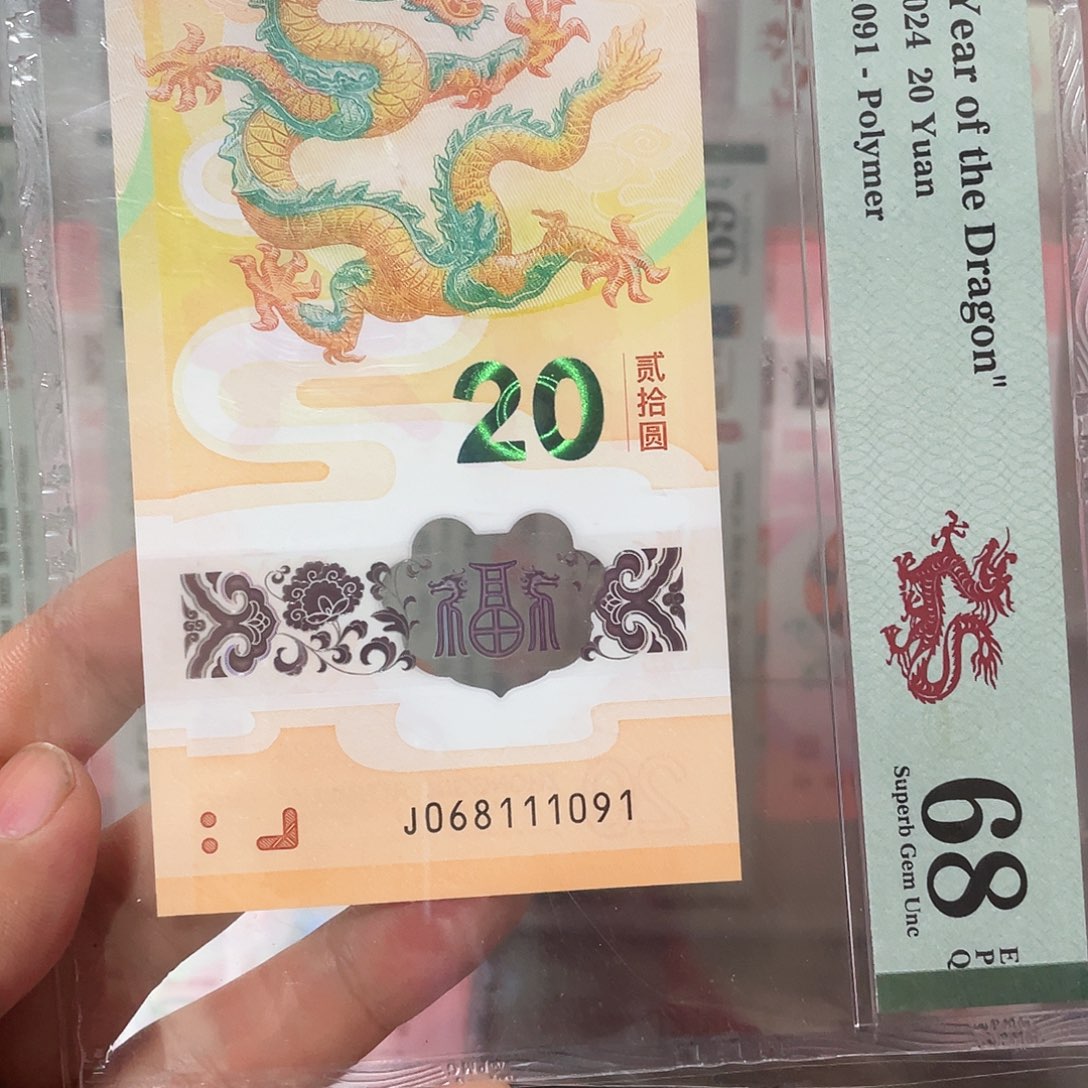 20
贰拾圆
福
J068111091
Year of the Dragon"
024 20 Yuan
091 - Polymer
68
Superb Gem Unc
E
P
Q
69